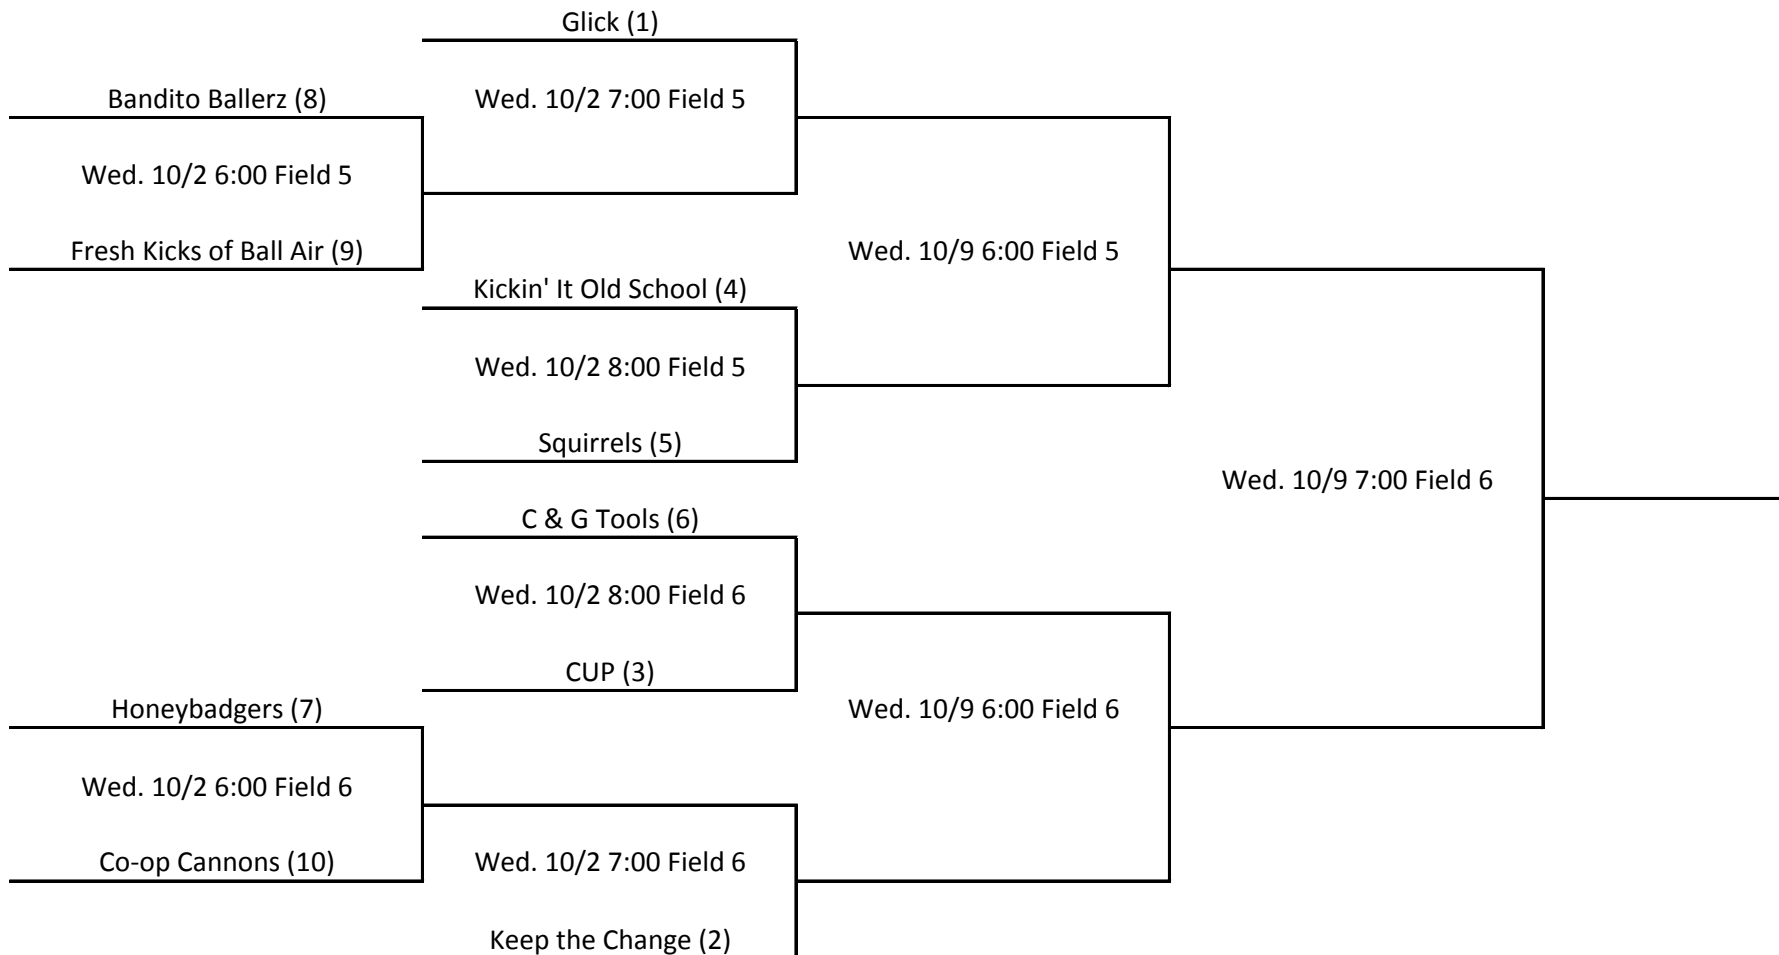 Glick (1)
Bandito Ballerz (8)
Wed. 10/2 7:00 Field 5
Wed. 10/2 6:00 Field 5
Fresh Kicks of Ball Air (9)
Wed. 10/9 6:00 Field 5
Kickin' It Old School (4)
Wed. 10/2 8:00 Field 5
Squirrels (5)
Wed. 10/9 7:00 Field 6
C & G Tools (6)
Wed. 10/2 8:00 Field 6
CUP (3)
Honeybadgers (7)
Wed. 10/9 6:00 Field 6
Wed. 10/2 6:00 Field 6
Co-op Cannons (10)
Wed. 10/2 7:00 Field 6
Keep the Change (2)